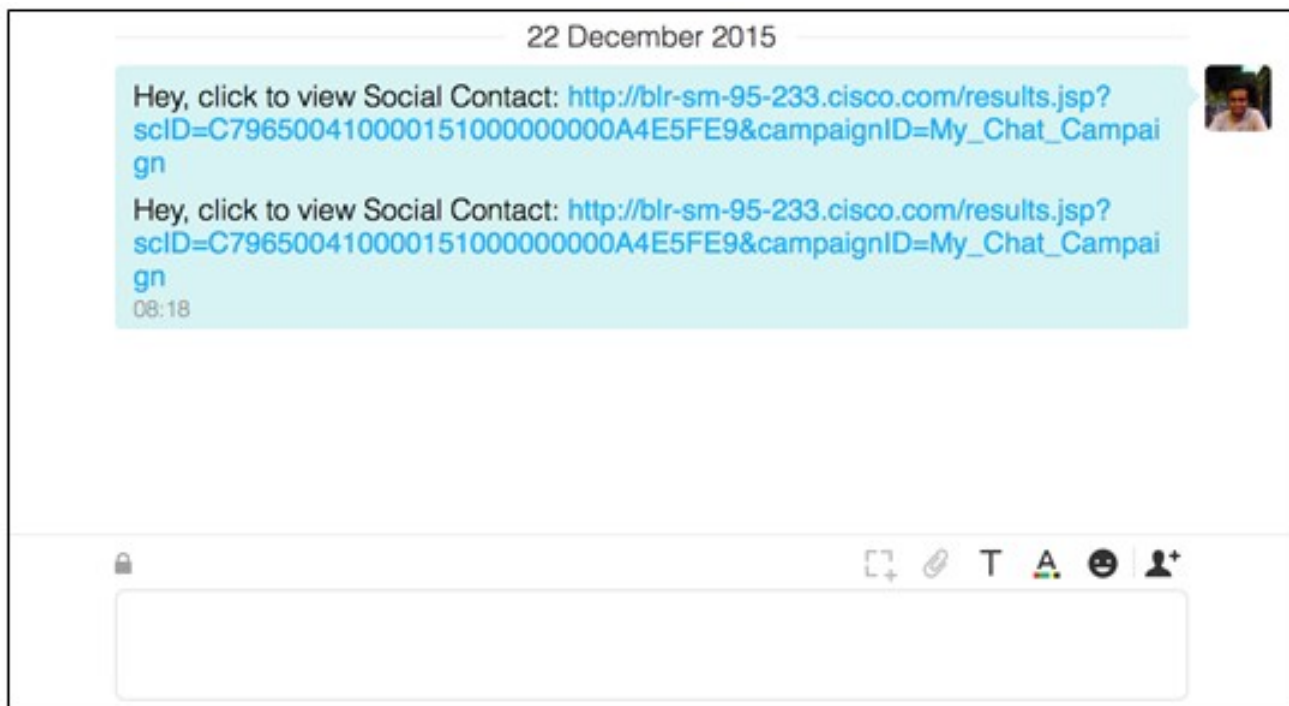 22 December 2015
Hey, click to view Social Contact: http://blr-sm-95-233.cisco.com/results.jsp?
scID=C7965004100001510000000000A4E5FE9&campaignID=My_Chat_Campai
gn
Hey, click to view Social Contact: http://blr-sm-95-233.cisco.com/results.jsp?
scID=C7965004100001510000000000A4E5FE9&campaignID=My_Chat_Campai
gn
08:18
T
A